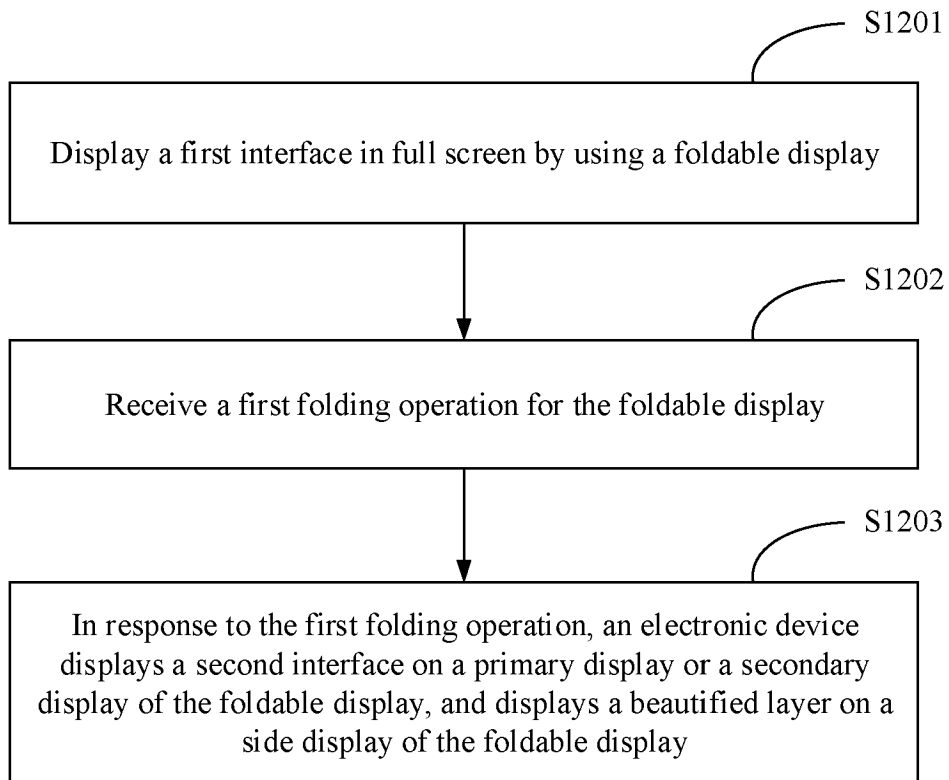 S1201
Display a first interface in full screen by using a foldable display
S1202
Receive a first folding operation for the foldable display
S1203
In response to the first folding operation, an electronic device
displays a second interface on a primary display or a secondary
display of the foldable display, and displays a beautified layer on a
side display of the foldable display